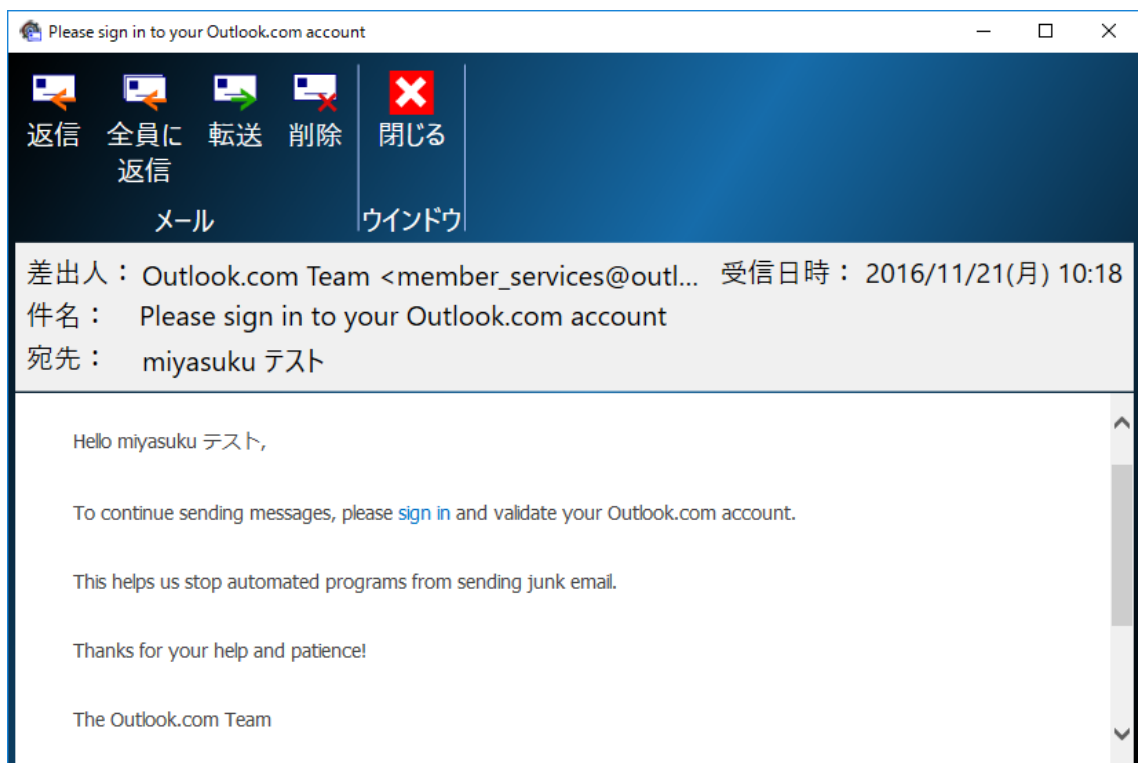 Please sign in to your Outlook.com account
返信 全員に返信 転送 削除 閉じる
メール ウインドウ
差出人： Outlook.com Team <member_services@outl... 受信日時： 2016/11/21(月) 10:18
件名： Please sign in to your Outlook.com account
宛先： miyasuku テスト
Hello miyasuku テスト,
To continue sending messages, please sign in and validate your Outlook.com account.
This helps us stop automated programs from sending junk email.
Thanks for your help and patience!
The Outlook.com Team